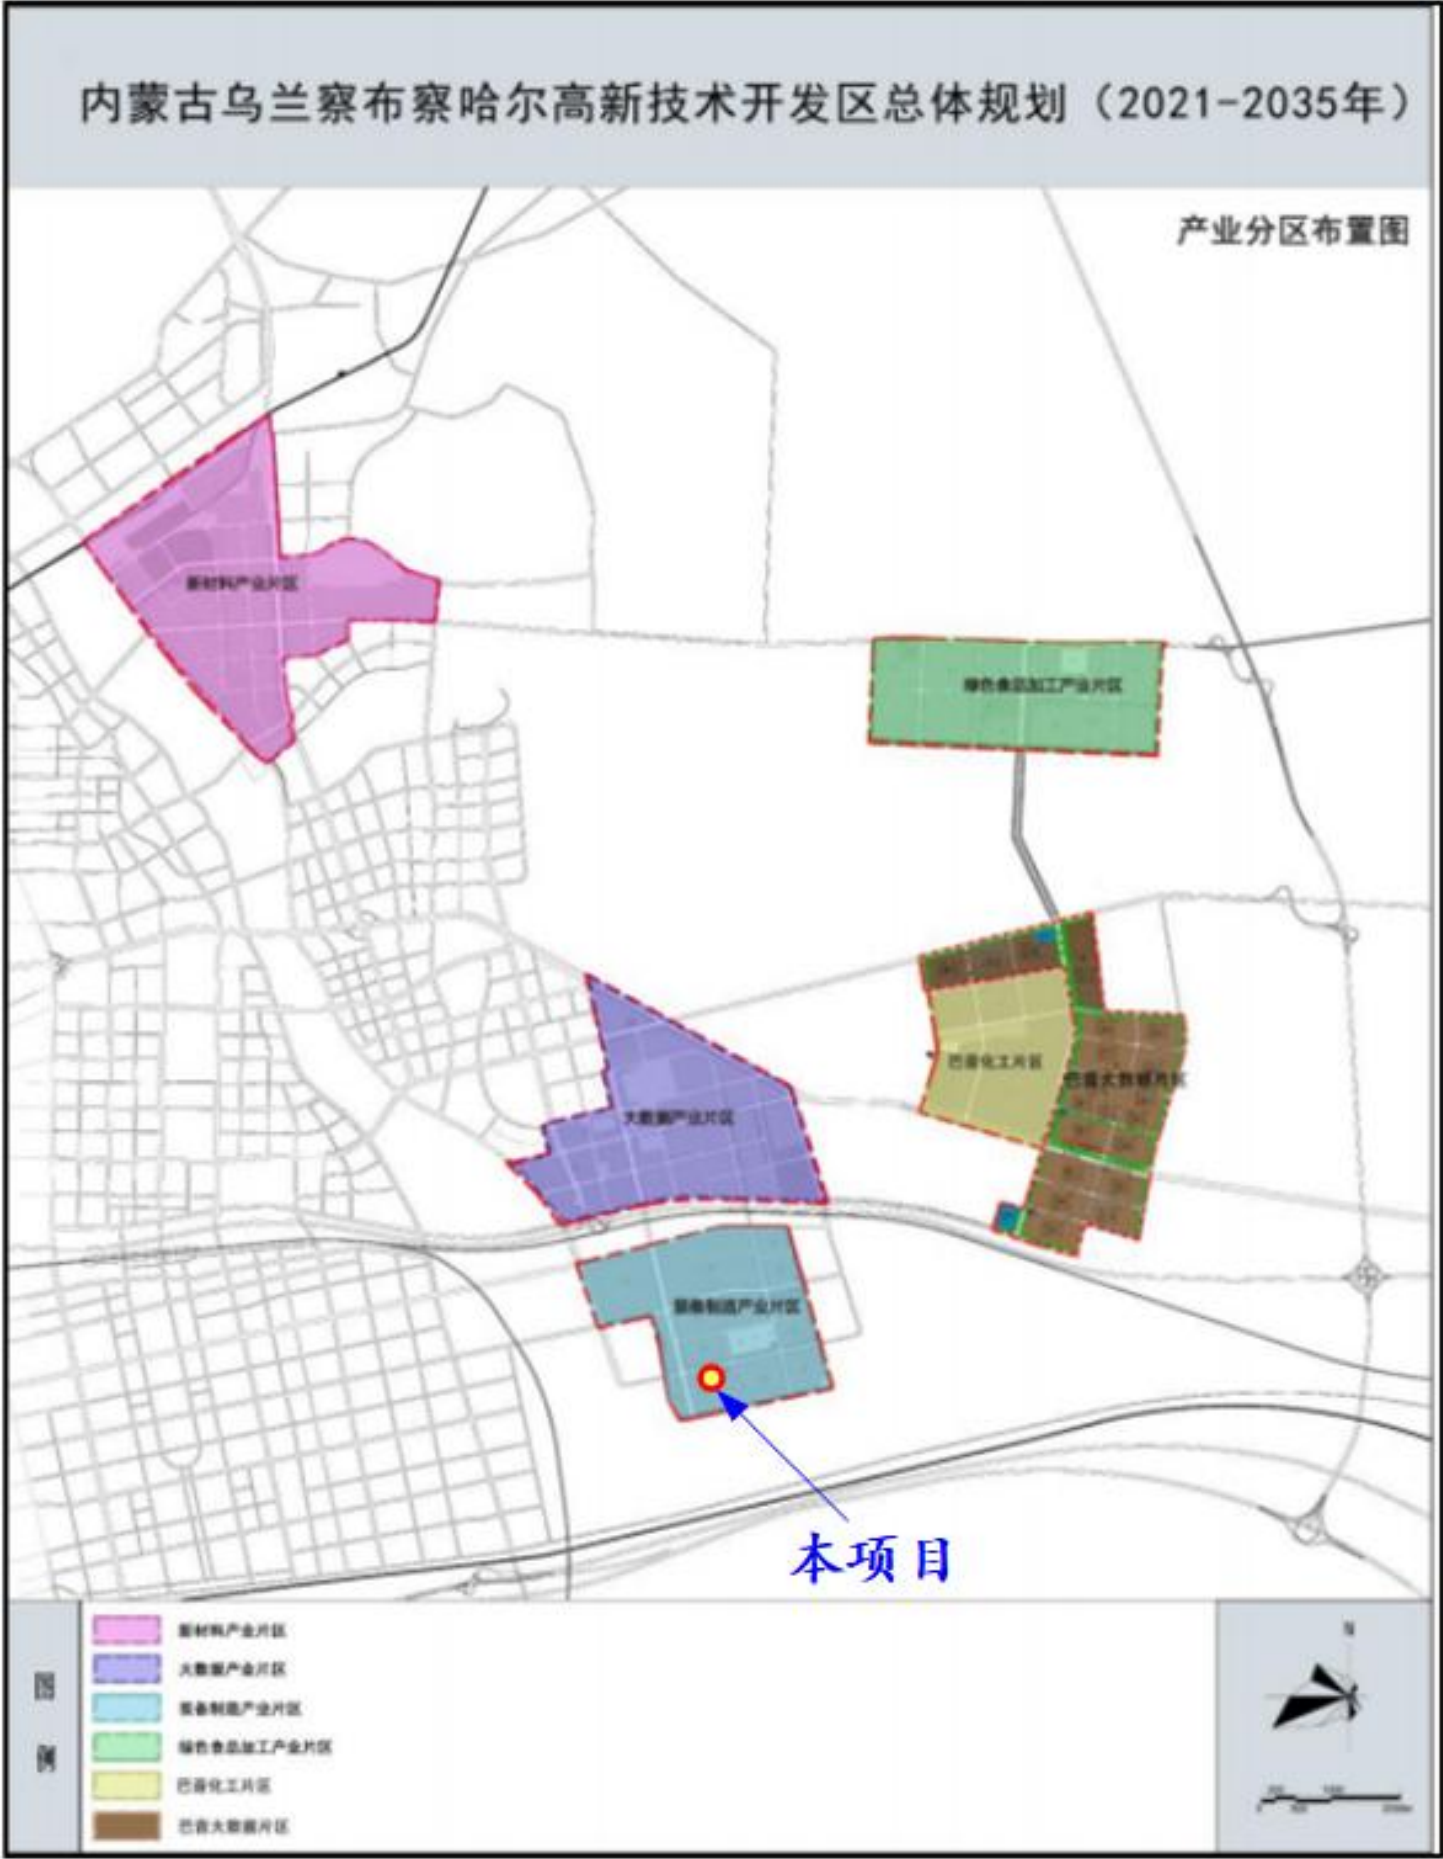 内蒙古乌兰察布察哈尔高新技术开发区总体规划（2021-2035年）
产业分区布置图
新材料产业片区
绿色食品加工产业片区
巴音化工片区
巴音大数据片区
大数据产业片区
装备制造产业片区
本项目
图例
新材料产业片区
大数据产业片区
装备制造产业片区
绿色食品加工产业片区
巴音化工片区
巴音大数据片区
N